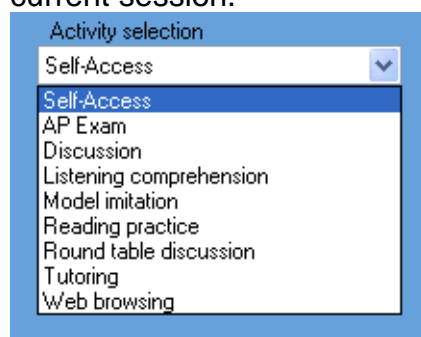 current session.
Activity selection
Self-Access
Self-Access
AP Exam
Discussion
Listening comprehension
Model imitation
Reading practice
Round table discussion
Tutoring
Web browsing